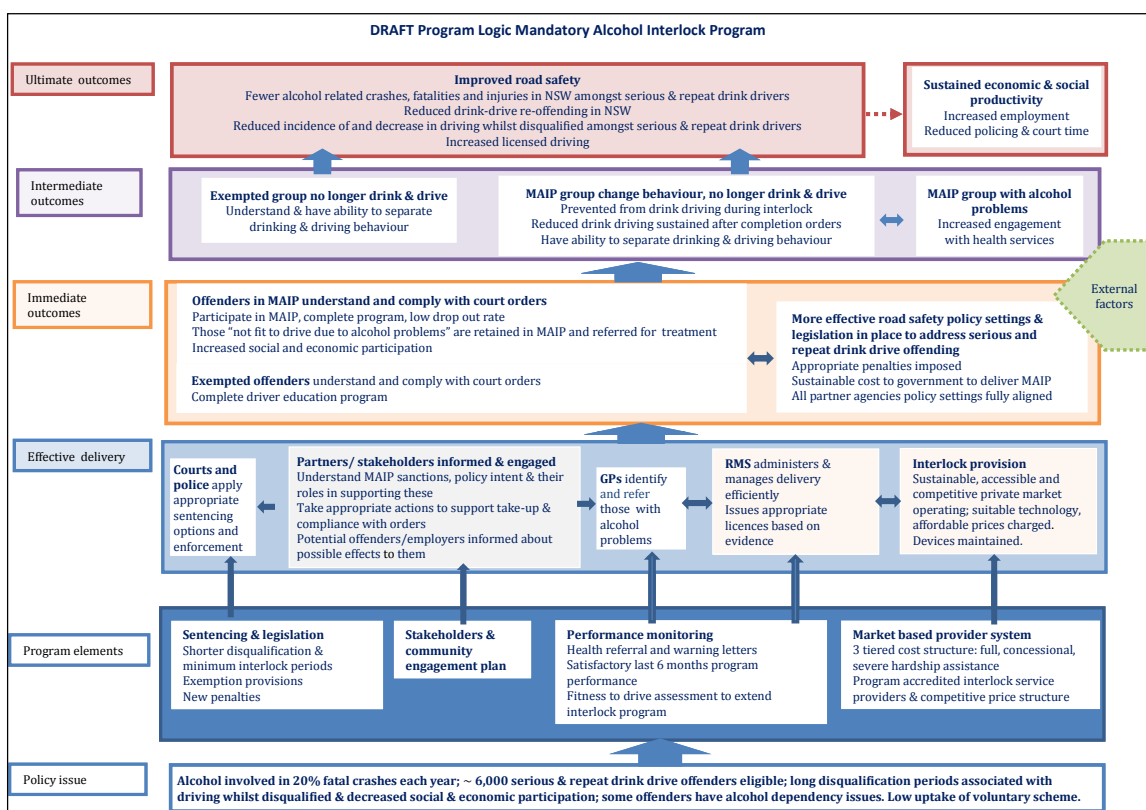 DRAFT Program Logic Mandatory Alcohol Interlock Program
Ultimate outcomes
Improved road safety
Fewer alcohol related crashes, fatalities and injuries in NSW amongst serious & repeat drink drivers
Reduced drink-drive re-offending in NSW
Reduced incidence of and decrease in driving whilst disqualified amongst serious & repeat drink drivers
Increased licensed driving
Sustained economic & social
productivity
Increased employment
Reduced policing & court time
Intermediate
outcomes
Exempted group no longer drink & drive
Understand & have ability to separate
drinking & driving behaviour
MAIP group change behaviour, no longer drink & drive
Prevented from drink driving during interlock
Reduced drink driving sustained after completion orders
Have ability to separate drinking & driving behaviour
MAIP group with alcohol
problems
Increased engagement
with health services
External
factors
Immediate
outcomes
Offenders in MAIP understand and comply with court orders
Participate in MAIP, complete program, low drop out rate
Those “not fit to drive due to alcohol problems” are retained in MAIP and referred for treatment
Increased social and economic participation
Exempted offenders understand and comply with court orders
Complete driver education program
More effective road safety policy settings &
legislation in place to address serious and
repeat drink drive offending
Appropriate penalties imposed
Sustainable cost to government to deliver MAIP
All partner agencies policy settings fully aligned
Effective delivery
Courts and
police apply
appropriate
sentencing
options and
enforcement
Partners/ stakeholders informed & engaged
Understand MAIP sanctions, policy intent & their
roles in supporting these
Take appropriate actions to support take-up &
compliance with orders
Potential offenders/employers informed about
possible effects to them
GPs identify
and refer
those with
alcohol
problems
RMS administers &
manages delivery
efficiently
Issues appropriate
licences based on
evidence
Interlock provision
Sustainable, accessible and
competitive private market
operating; suitable technology,
affordable prices charged.
Devices maintained.
Program elements
Sentencing & legislation
Shorter disqualification &
minimum interlock periods
Exemption provisions
New penalties
Stakeholders &
community
engagement plan
Performance monitoring
Health referral and warning letters
Satisfactory last 6 months program
performance
Fitness to drive assessment to extend
interlock program
Market based provider system
3 tiered cost structure: full, concessional,
severe hardship assistance
Program accredited interlock service
providers & competitive price structure
Policy issue
Alcohol involved in 20% fatal crashes each year; ~ 6,000 serious & repeat drink drive offenders eligible; long disqualification periods associated with
driving whilst disqualified & decreased social & economic participation; some offenders have alcohol dependency issues. Low uptake of voluntary scheme.